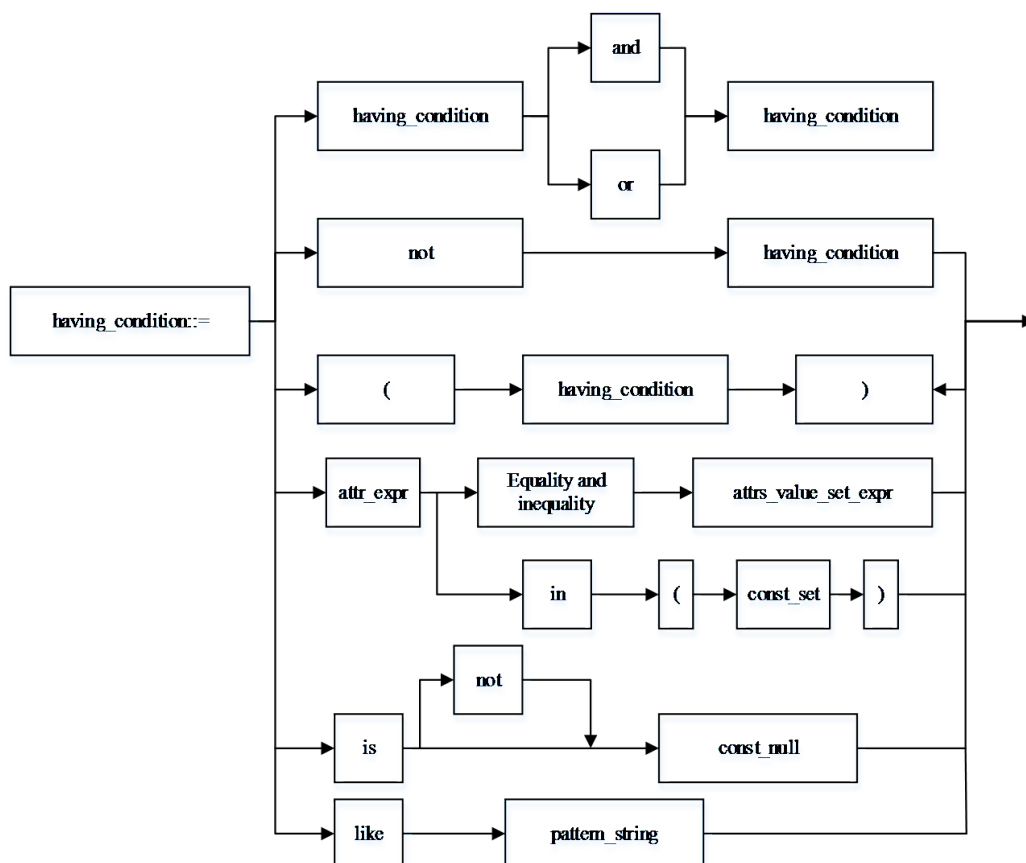 and
having_condition
having_condition
or
not
having_condition
having_condition::=
(
having_condition
)
attr_expr
Equality and
inequality
attrs_value_set_expr
in
(
const_set
)
not
is
const_null
like
pattern_string